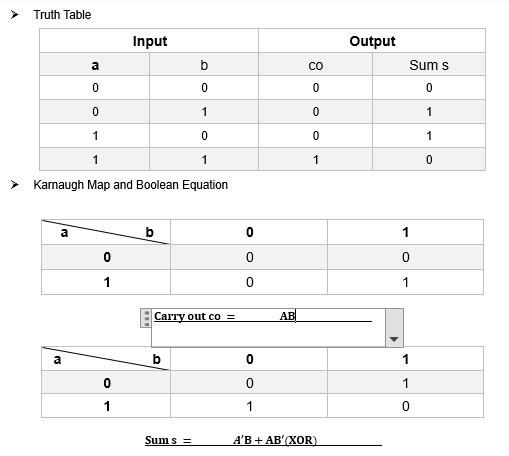 ➤ Truth Table
Input Output
a b co Sum s
0 0 0 0
0 1 0 1
1 0 0 1
1 1 1 0
➤ Karnaugh Map and Boolean Equation
a b 0 1
0 0 0
1 0 1
Carry out co = AB
a b 0 1
0 0 1
1 1 0
Sum s = A'B + AB'(XOR)